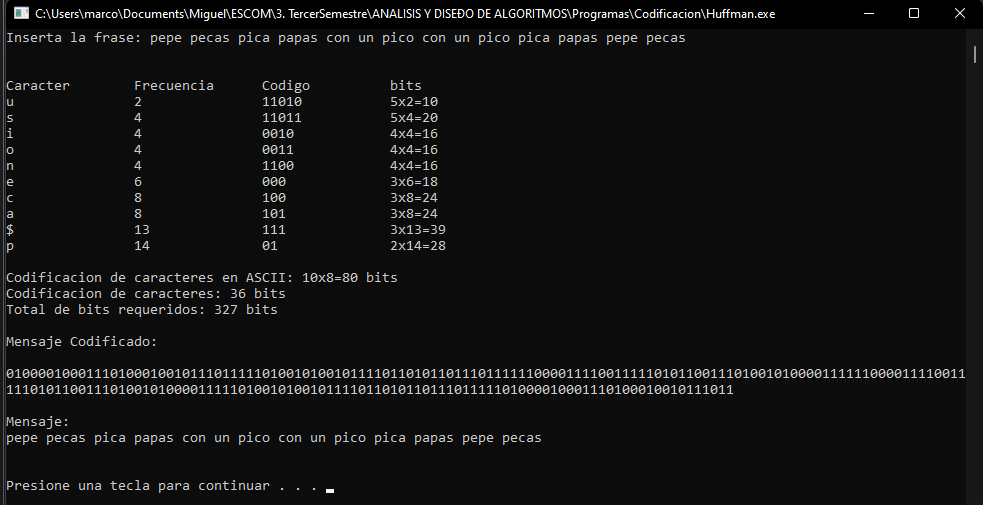 C:\Users\marco\Documents\Miguel\ESCOM\3. TercerSemestre\ANALISIS Y DISEÐO DE ALGORITMOS\Programas\Codificacion\Huffman.exe
Inserta la frase: pepe pecas pica papas con un pico con un pico pica papas pepe pecas
Caracter Frecuencia Codigo bits
u 2 11010 5x2=10
s 4 11011 5x4=20
i 4 0010 4x4=16
o 4 0011 4x4=16
n 4 1100 4x4=16
e 6 000 3x6=18
c 8 100 3x8=24
a 8 101 3x8=24
$ 13 111 3x13=39
p 14 01 2x14=28
Codificacion de caracteres en ASCII: 10x8=80 bits
Codificacion de caracteres: 36 bits
Total de bits requeridos: 327 bits
Mensaje Codificado:
Mensaje:
pepe pecas pica papas con un pico con un pico pica papas pepe pecas
Presione una tecla para continuar . . .